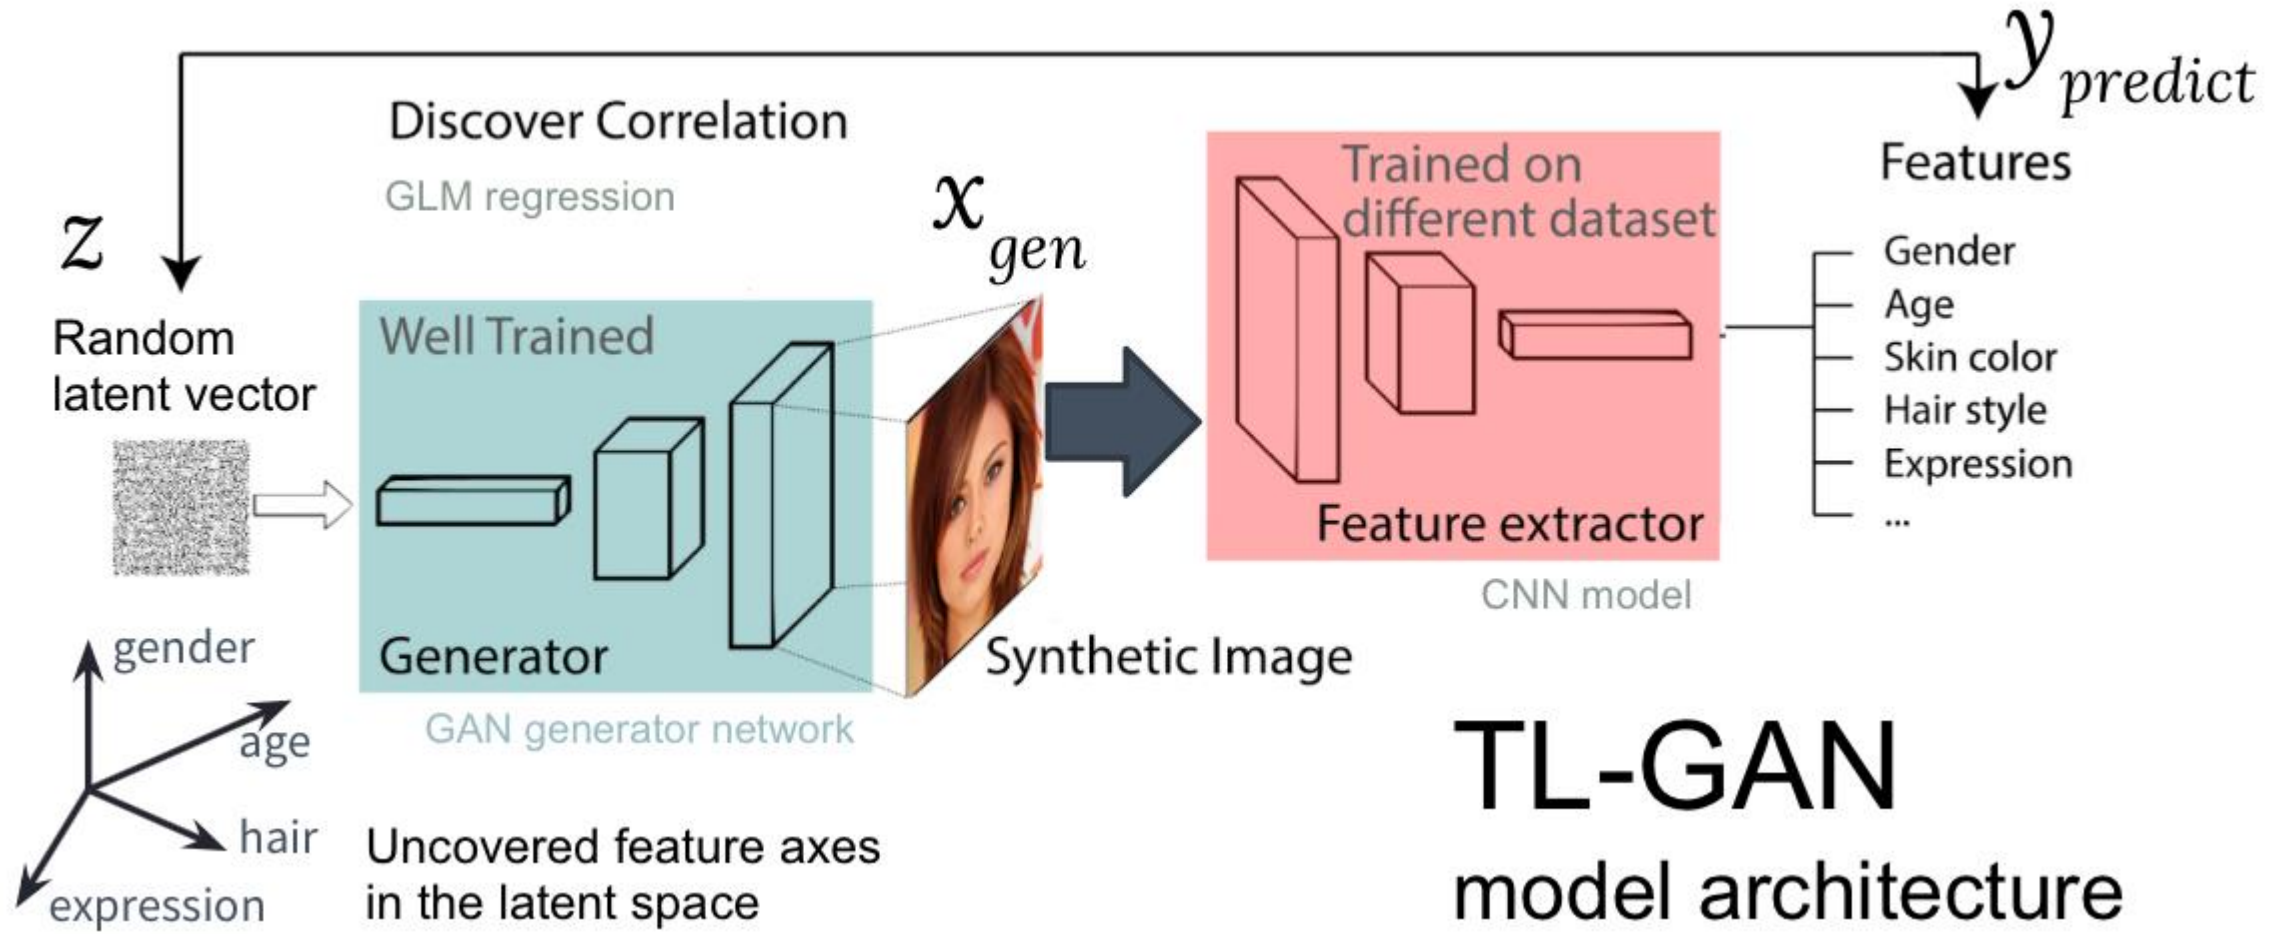 y predict
Discover Correlation
GLM regression
z
Random
latent vector
x gen
Trained on
different dataset
Features
Gender
Age
Skin color
Hair style
Expression
...
Well Trained
Generator
GAN generator network
Synthetic Image
Feature extractor
CNN model
gender
age
hair
expression
Uncovered feature axes
in the latent space
TL-GAN
model architecture